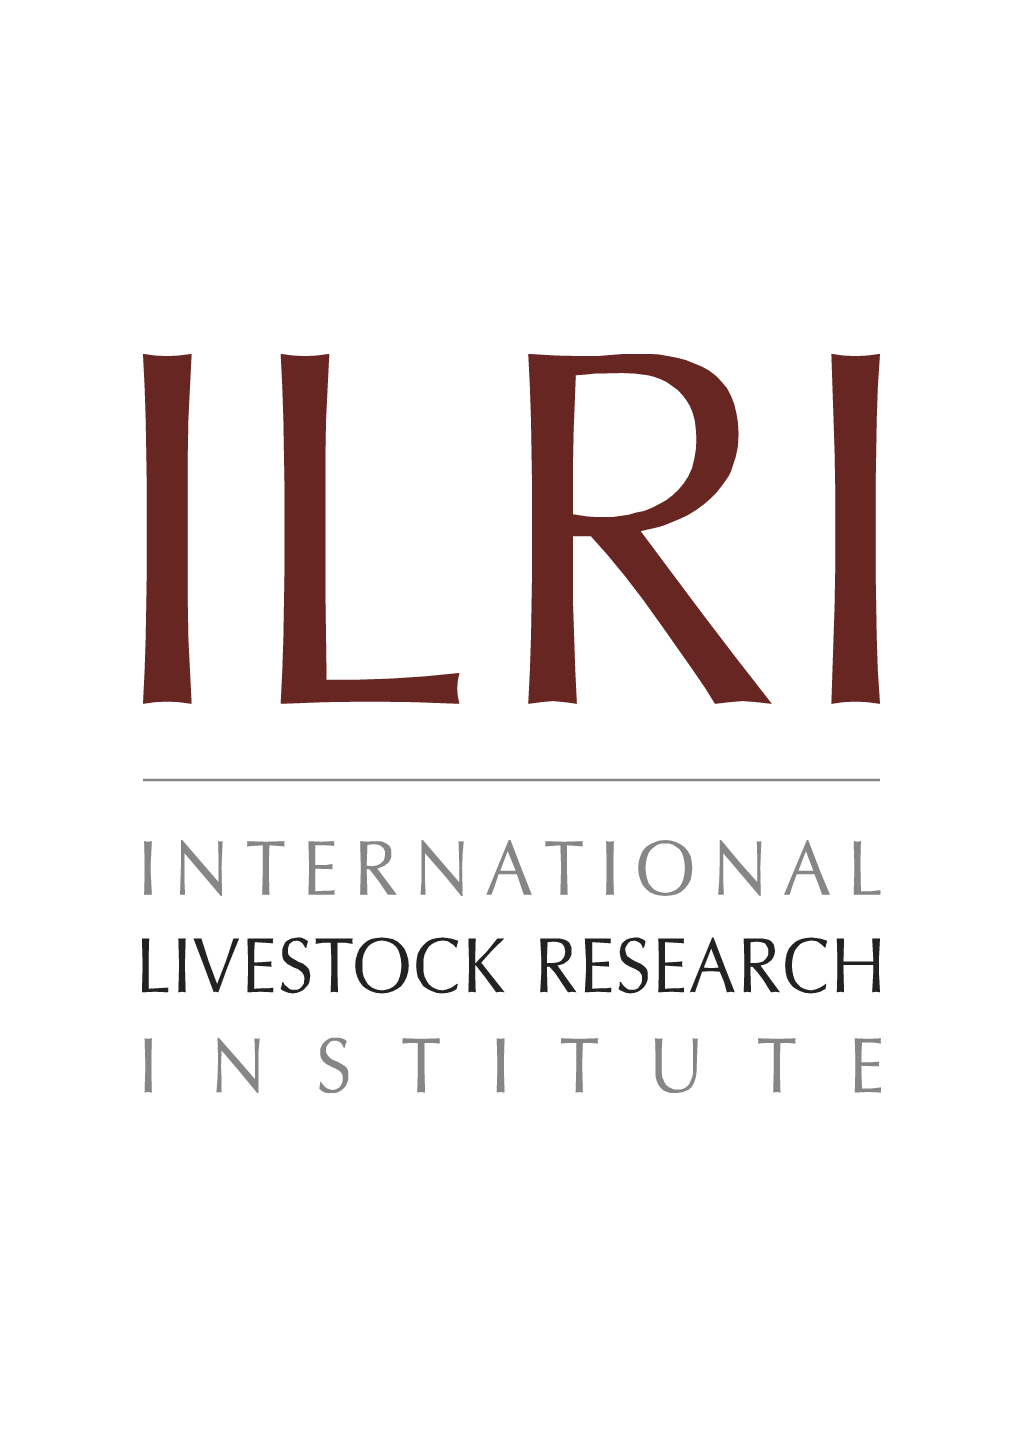 ILRI
INTERNATIONAL
LIVESTOCK RESEARCH
INSTITUTE